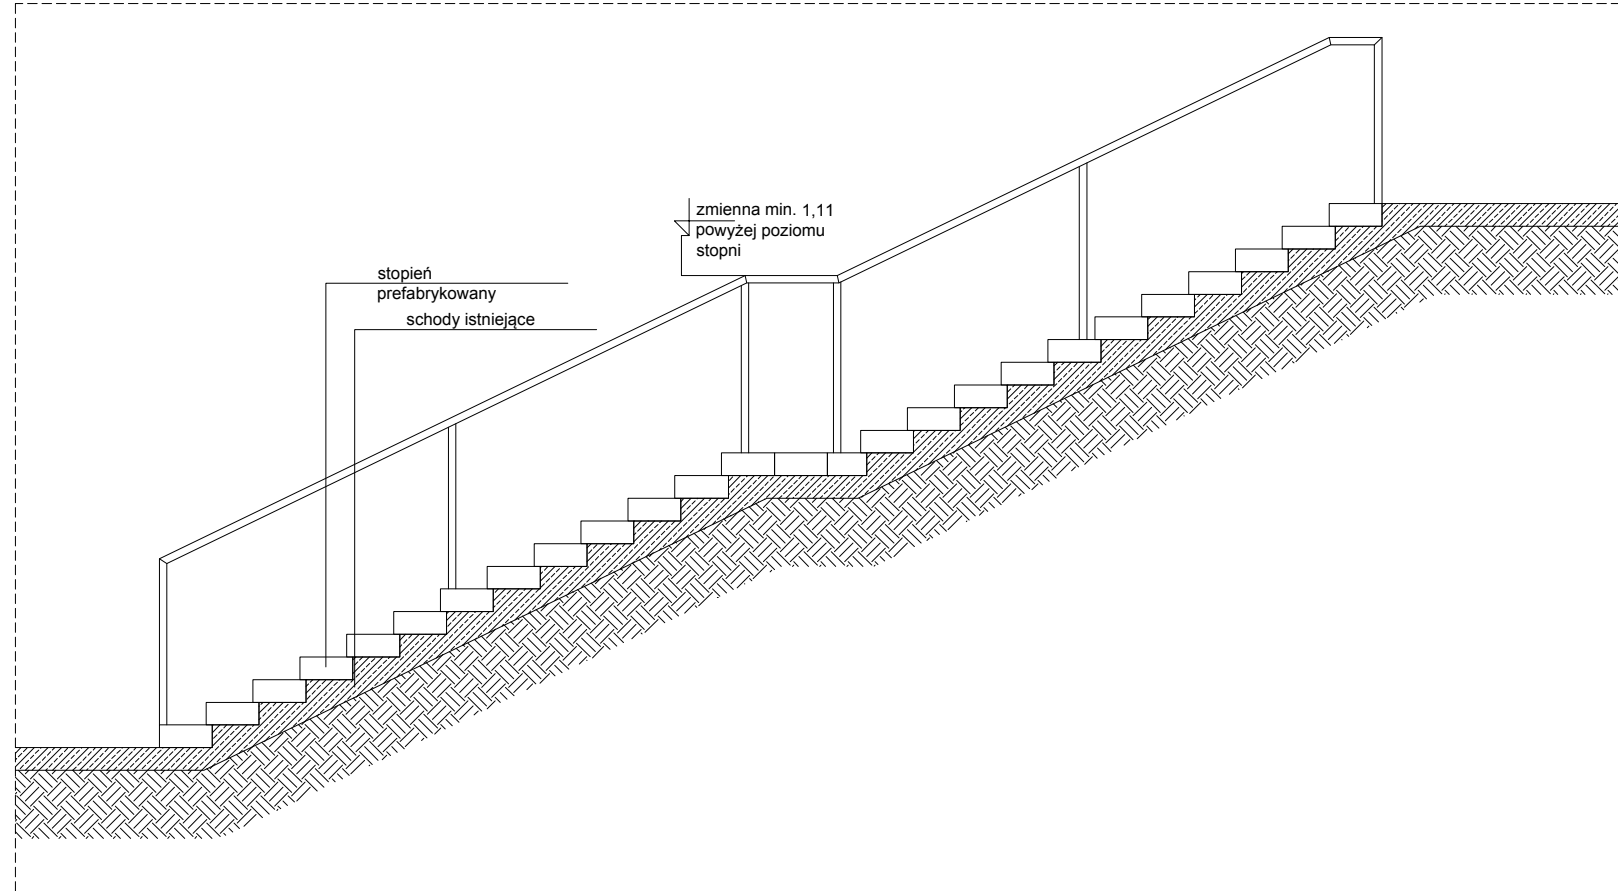 zmienna min. 1,11
powyżej poziomu
stopni
stopień
prefabrykowany
schody istniejące